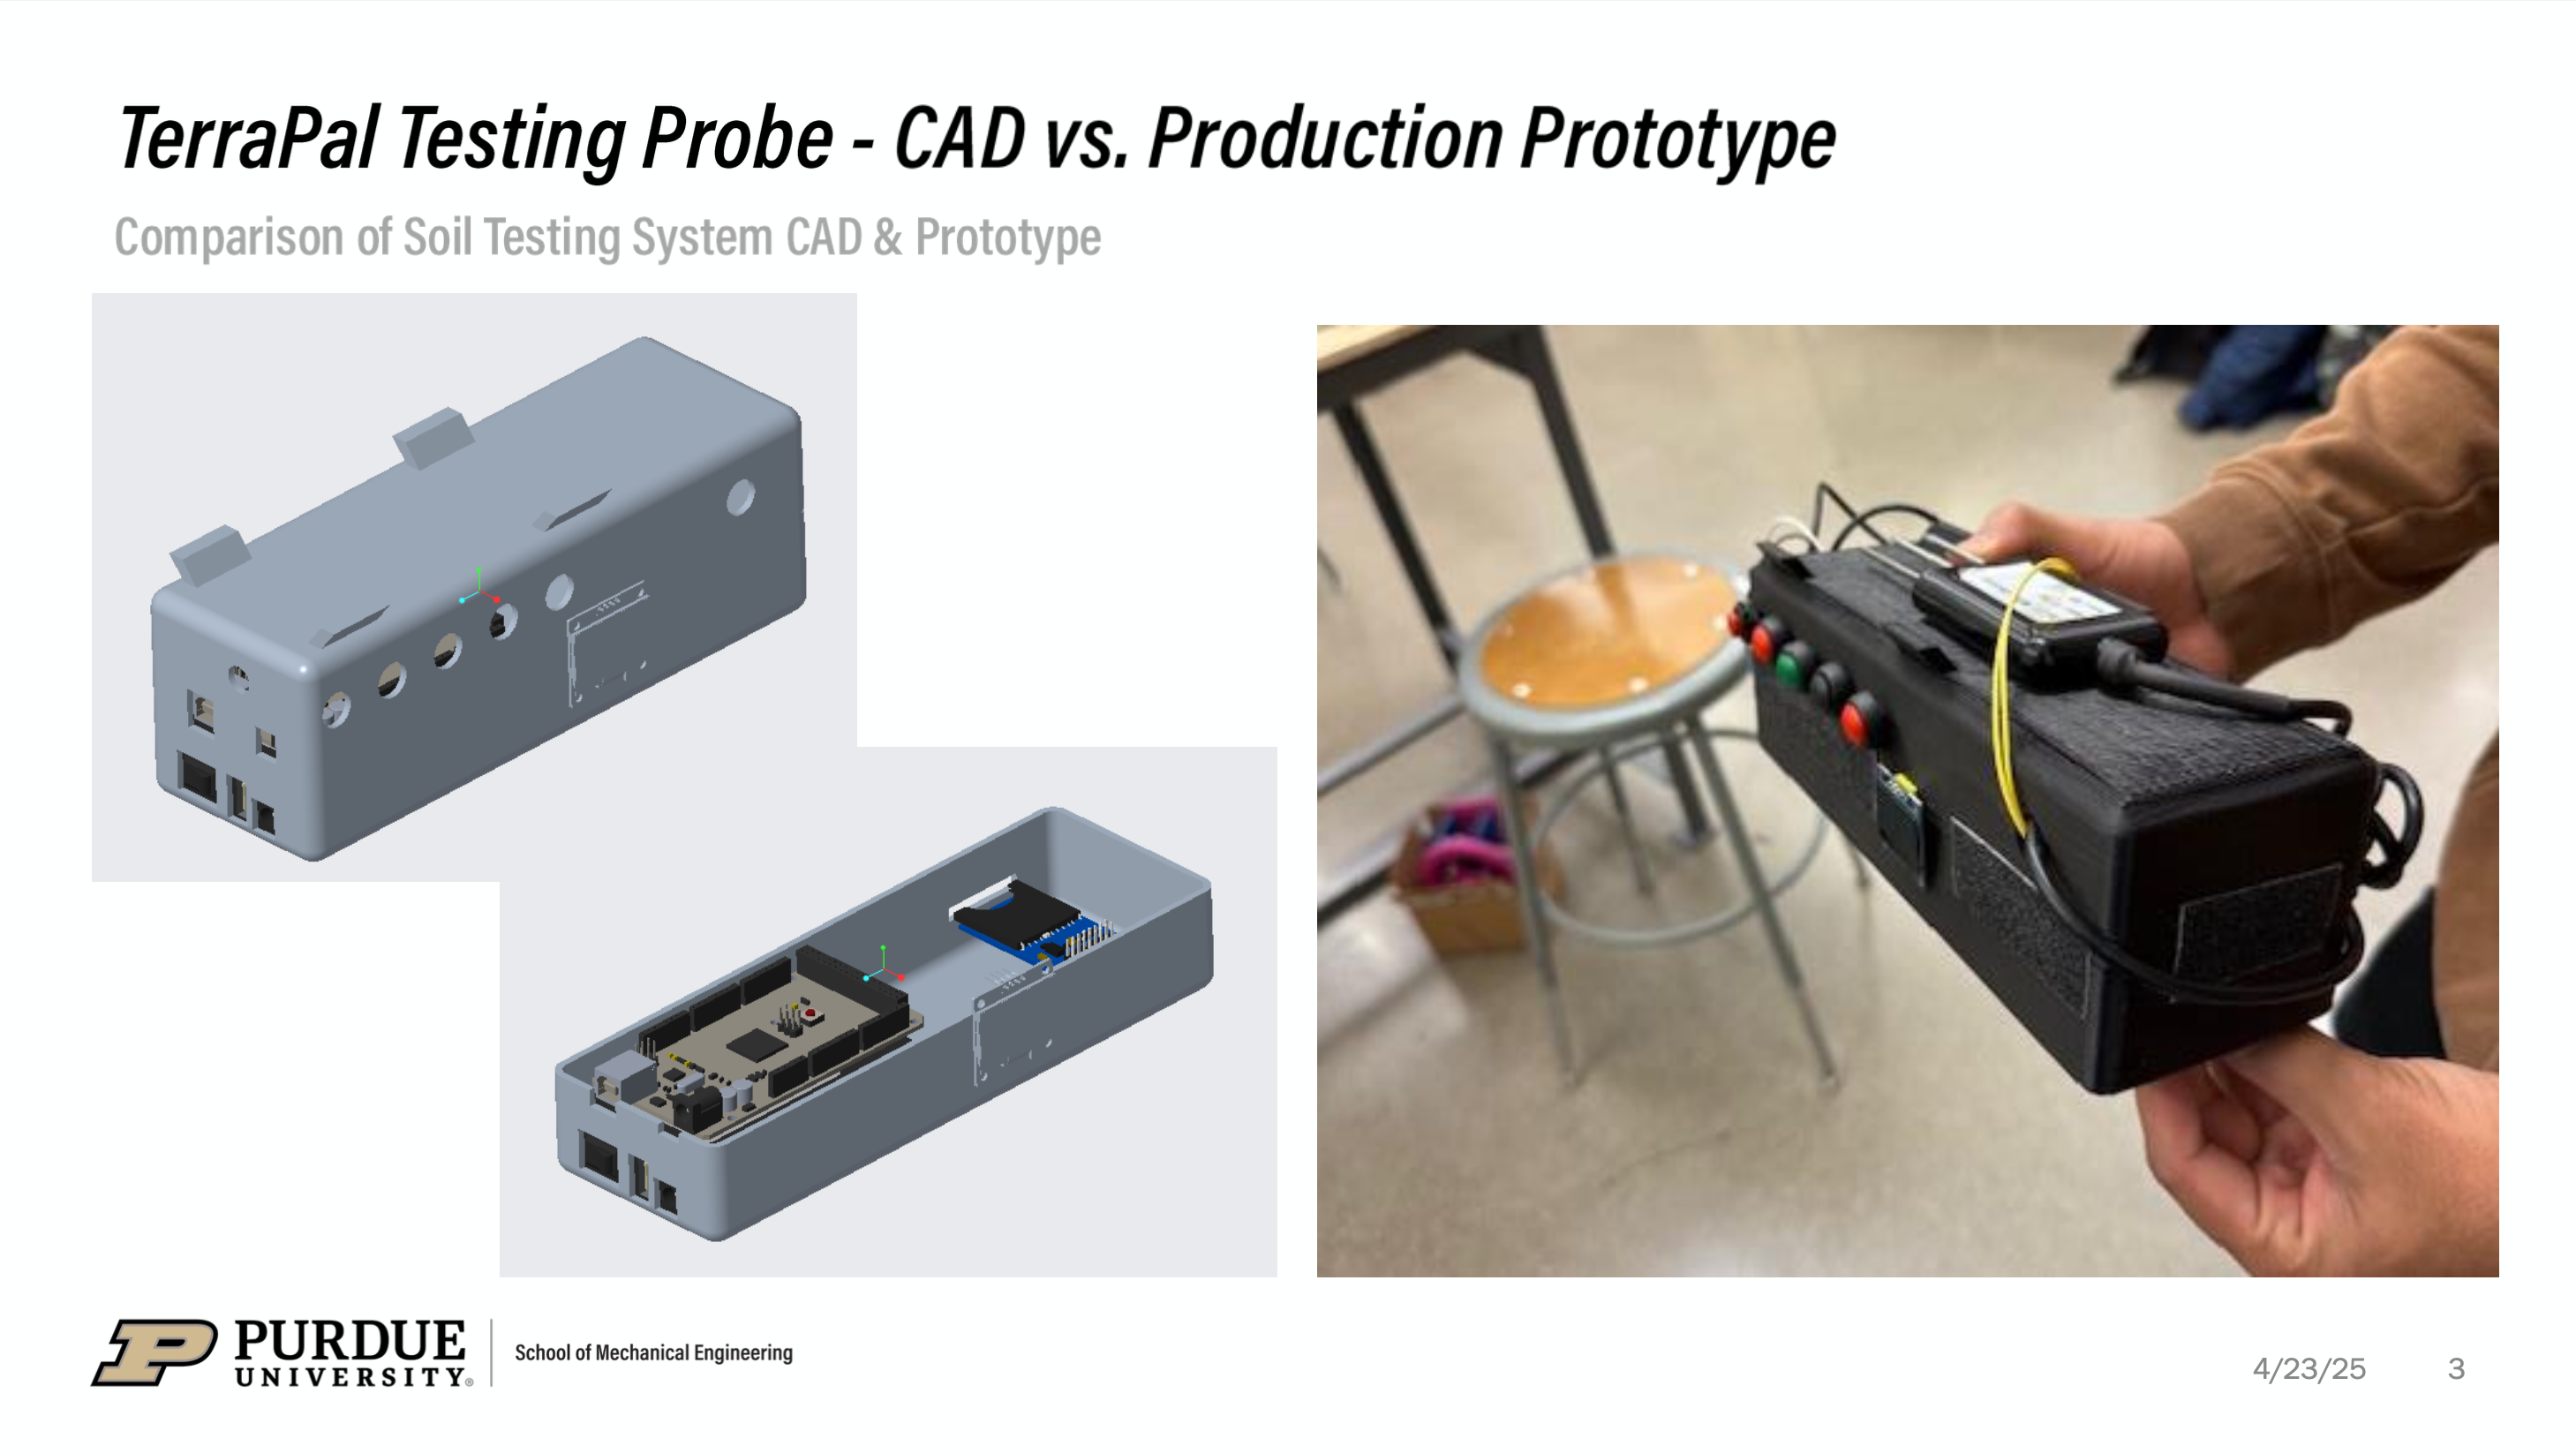 TerraPal Testing Probe - CAD vs. Production Prototype
Comparison of Soil Testing System CAD & Prototype
PURDUE
UNIVERSITY®
School of Mechanical Engineering
4/23/25
3